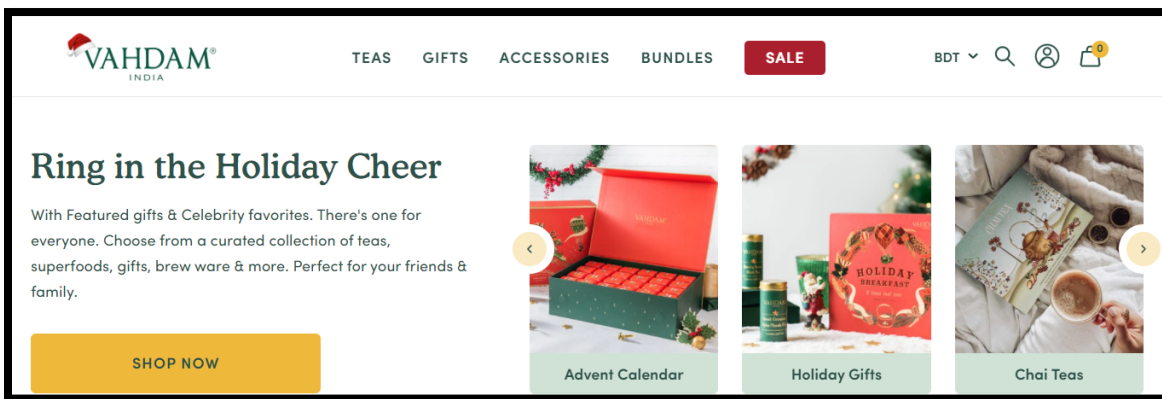 VAHDAM®
INDIA
TEAS GIFTS ACCESSORIES BUNDLES SALE
BDT
0
Ring in the Holiday Cheer
With Featured gifts & Celebrity favorites. There's one for
everyone. Choose from a curated collection of teas,
superfoods, gifts, brew ware & more. Perfect for your friends &
family.
SHOP NOW
VAHDAM
HOLIDAY
BREAKFAST
CHAI TEA
Advent Calendar
Holiday Gifts
Chai Teas